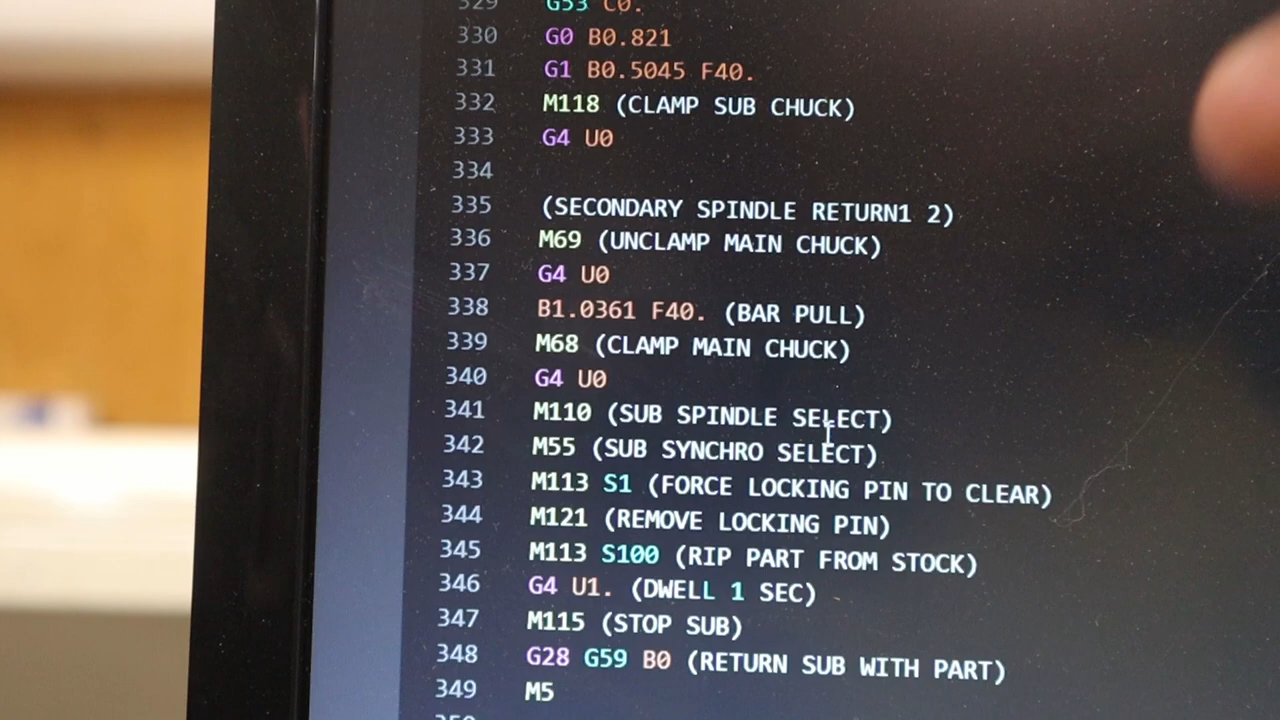 329 G53 C0.
330 G0 B0.821
331 G1 B0.5045 F40.
332 M118 (CLAMP SUB CHUCK)
333 G4 U0
334
335 (SECONDARY SPINDLE RETURN1 2)
336 M69 (UNCLAMP MAIN CHUCK)
337 G4 U0
338 B1.0361 F40. (BAR PULL)
339 M68 (CLAMP MAIN CHUCK)
340 G4 U0
341 M110 (SUB SPINDLE SELECT)
342 M55 (SUB SYNCHRO SELECT)
343 M113 S1 (FORCE LOCKING PIN TO CLEAR)
344 M121 (REMOVE LOCKING PIN)
345 M113 S100 (RIP PART FROM STOCK)
346 G4 U1. (DWELL 1 SEC)
347 M115 (STOP SUB)
348 G28 G59 B0 (RETURN SUB WITH PART)
349 M5